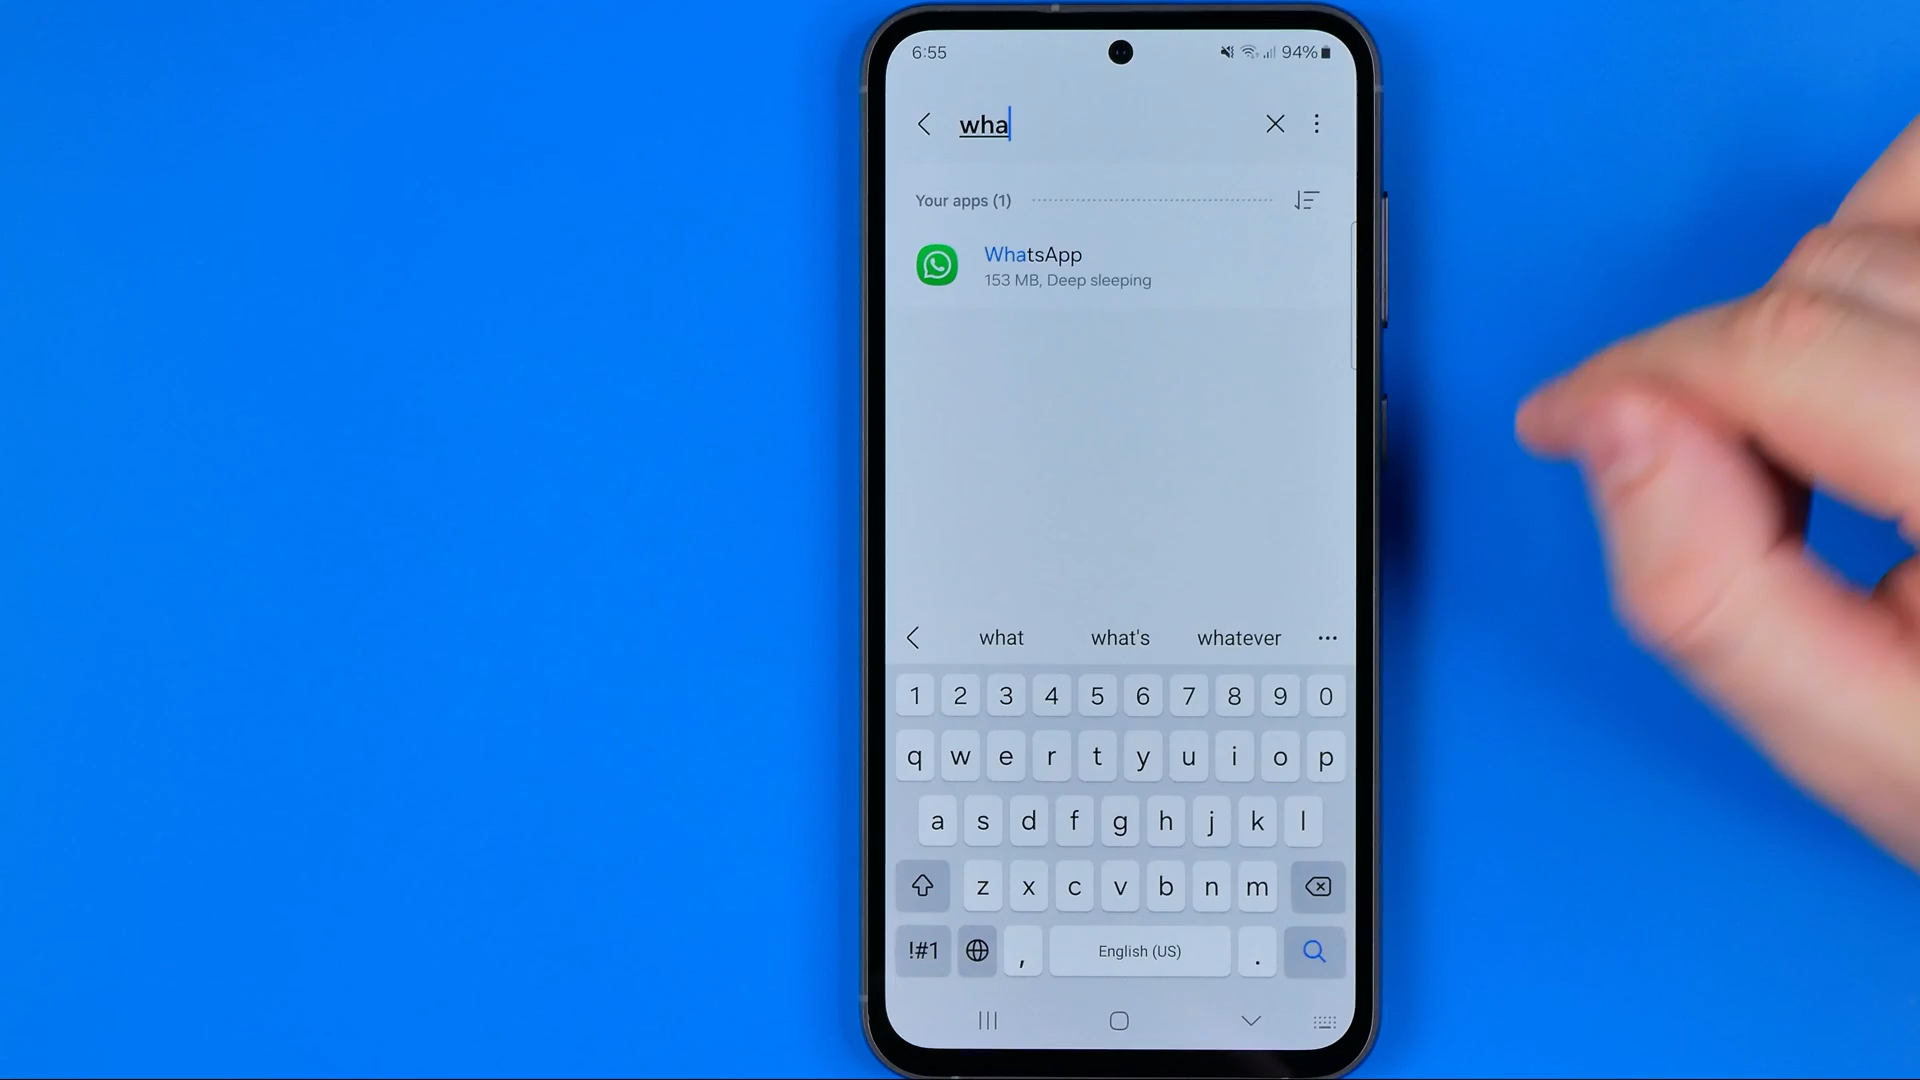 6:55 94%
wha
Your apps (1)
WhatsApp
153 MB, Deep sleeping
what what's whatever
1 2 3 4 5 6 7 8 9 0
q w e r t y u i o p
a s d f g h j k l
z x c v b n m
!#1 , English (US) .